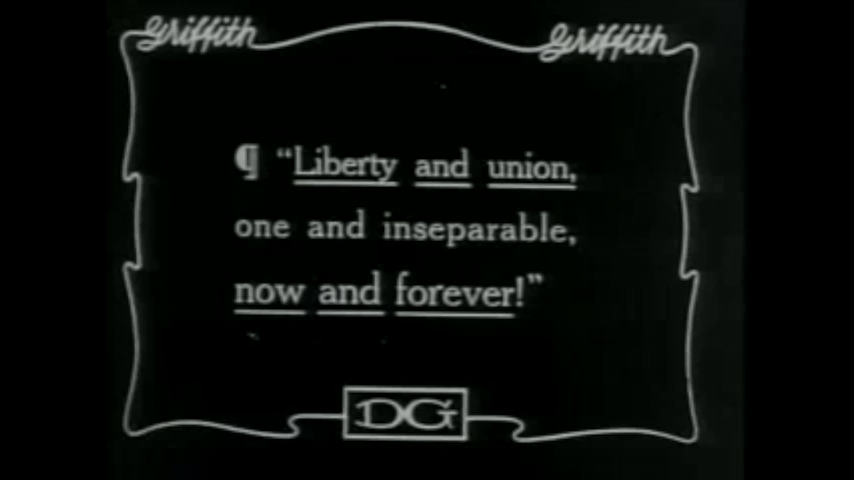 Griffith Griffith
¶ “Liberty and union,
one and inseparable,
now and forever!”
DG